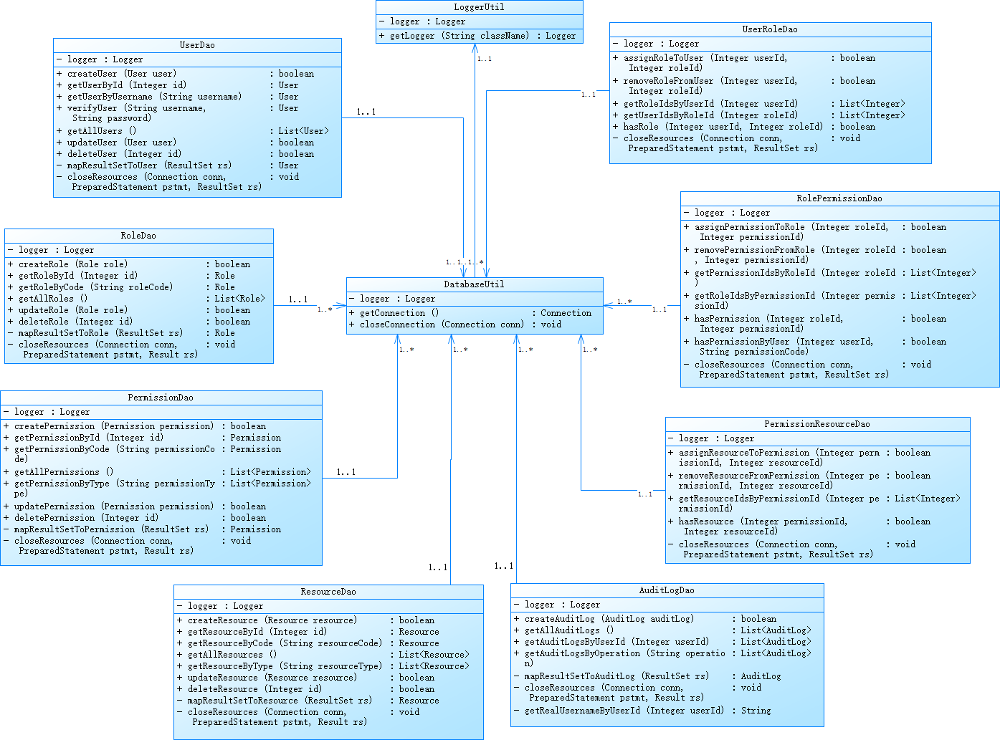 LoggerUtil
- logger : Logger
+ getLogger (String className) : Logger
1..1
UserDao
- logger : Logger
+ createUser (User user) : boolean
+ getUserById (Integer id) : User
+ getUserByUsername (String username) : User
+ verifyUser (String username, : User
String password)
+ getAllUsers () : List<User>
+ updateUser (User user) : boolean
+ deleteUser (Integer id) : boolean
- mapResultSetToUser (ResultSet rs) : User
- closeResources (Connection conn, : void
PreparedStatement pstmt, ResultSet rs)
1..1
UserRoleDao
- logger : Logger
+ assignRoleToUser (Integer userId, : boolean
Integer roleId)
+ removeRoleFromUser (Integer userId, : boolean
Integer roleId)
+ getRoleIdsByUserId (Integer userId) : List<Integer>
+ getUserIdsByRoleId (Integer roleId) : List<Integer>
+ hasRole (Integer userId, Integer roleId) : boolean
- closeResources (Connection conn, : void
PreparedStatement pstmt, ResultSet rs)
1..1
RoleDao
- logger : Logger
+ createRole (Role role) : boolean
+ getRoleById (Integer id) : Role
+ getRoleByCode (String roleCode) : Role
+ getAllRoles () : List<Role>
+ updateRole (Role role) : boolean
+ deleteRole (Integer id) : boolean
- mapResultSetToRole (ResultSet rs) : Role
- closeResources (Connection conn, : void
PreparedStatement pstmt, Result rs)
1..1
1..*
1..1..1..*
DatabaseUtil
- logger : Logger
+ getConnection () : Connection
+ closeConnection (Connection conn) : void
1..*
1..1
RolePermissionDao
- logger : Logger
+ assignPermissionToRole (Integer roleId, : boolean
Integer permissionId)
+ removePermissionFromRole (Integer roleId : boolean
, Integer permissionId)
+ getPermissionIdsByRoleId (Integer roleId : List<Integer>
)
+ getRoleIdsByPermissionId (Integer permis : List<Integer>
sionId)
+ hasPermission (Integer roleId, : boolean
Integer permissionId)
+ hasPermissionByUser (Integer userId, : boolean
String permissionCode)
- closeResources (Connection conn, : void
PreparedStatement pstmt, ResultSet rs)
1..*
1..*
1..*
1..*
PermissionDao
- logger : Logger
+ createPermission (Permission permission) : boolean
+ getPermissionById (Integer id) : Permission
+ getPermissionByCode (String permissionCo : Permission
de)
+ getAllPermissions () : List<Permission>
+ getPermissionByType (String permissionTy : List<Permission>
pe)
+ updatePermission (Permission permission) : boolean
+ deletePermission (Integer id) : boolean
- mapResultSetToPermission (ResultSet rs) : Permission
- closeResources (Connection conn, : void
PreparedStatement pstmt, Result rs)
1..1
PermissionResourceDao
- logger : Logger
+ assignResourceToPermission (Integer perm : boolean
issionId, Integer resourceId)
+ removeResourceFromPermission (Integer pe : boolean
rmissionId, Integer resourceId)
+ getResourceIdsByPermissionId (Integer pe : List<Integer>
rmissionId)
+ hasResource (Integer permissionId, : boolean
Integer resourceId)
- closeResources (Connection conn, : void
PreparedStatement pstmt, ResultSet rs)
1..1
1..1
1..1
ResourceDao
- logger : Logger
+ createResource (Resource resource) : boolean
+ getResourceById (Integer id) : Resource
+ getResourceByCode (String resourceCode) : Resource
+ getAllResources () : List<Resource>
+ getResourceByType (String resourceType) : List<Resource>
+ updateResource (Resource resource) : boolean
+ deleteResource (Integer id) : boolean
- mapResultSetToResource (ResultSet rs) : Resource
- closeResources (Connection conn, : void
PreparedStatement pstmt, Result rs)
AuditLogDao
- logger : Logger
+ createAuditLog (AuditLog auditLog) : boolean
+ getAllAuditLogs () : List<AuditLog>
+ getAuditLogsByUserId (Integer userId) : List<AuditLog>
+ getAuditLogsByOperation (String operatio : List<AuditLog>
n)
- mapResultSetToAuditLog (ResultSet rs) : AuditLog
- closeResources (Connection conn, : void
PreparedStatement pstmt, Result rs)
- getRealUsernameByUserId (Integer userId) : String